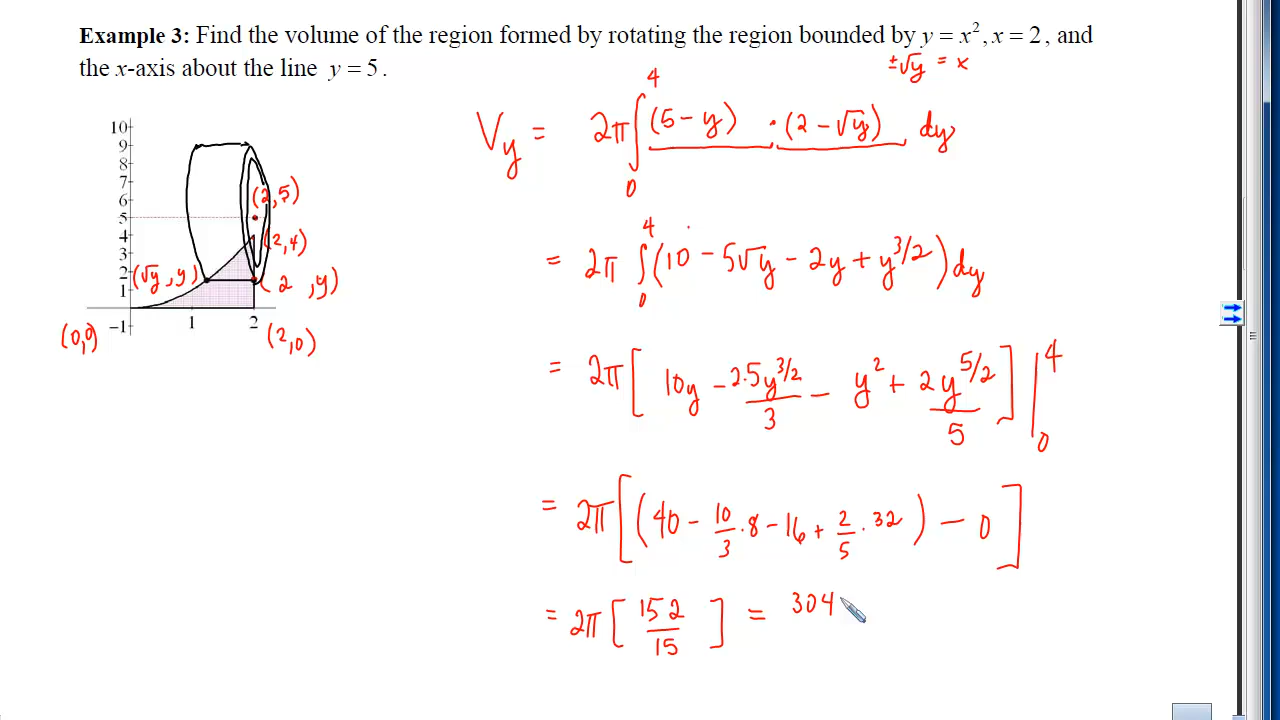 Example 3: Find the volume of the region formed by rotating the region bounded by y = x², x = 2, and
the x-axis about the line y = 5.
±√y = x
V_y = 2π ∫₀⁴ (5 − y) · (2 − √y) dy
= 2π ∫₀⁴ (10 − 5√y − 2y + y^3/2) dy
= 2π [ 10y − 2·5y^3/2 / 3 − y² + 2y^5/2 / 5 ] |₀⁴
= 2π [ (40 − 10/3 · 8 − 16 + 2/5 · 32) − 0 ]
= 2π [ 152/15 ] = 304
10
9
8
7
6
(2,5)
5
4
(2,4)
3
2
(√y, y)
(2, y)
1
−1
1
2
(0,0)
(2,0)